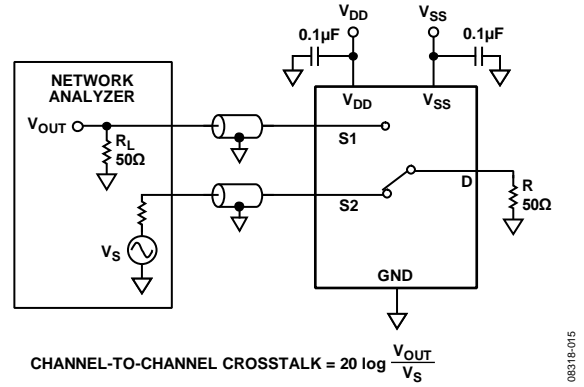 VDD
VSS
0.1µF
0.1µF
NETWORK
ANALYZER
VDD
VSS
VOUT
S1
RL
50Ω
S2
D
R
50Ω
VS
GND
CHANNEL-TO-CHANNEL CROSSTALK = 20 log VOUT
VS
08318-015